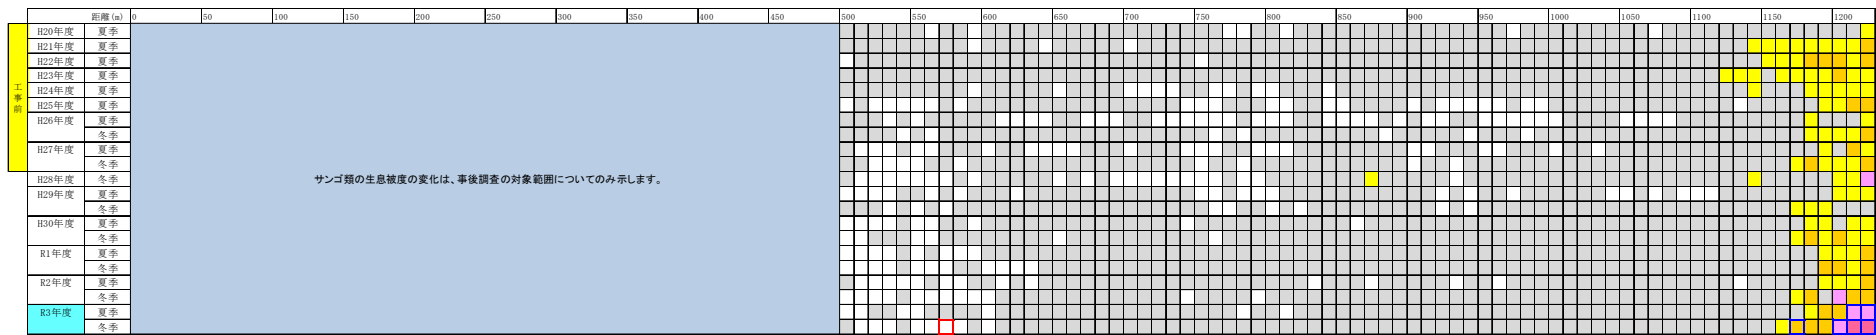 距離(m) 0 50 100 150 200 250 300 350 400 450 500 550 600 650 700 750 800 850 900 950 1000 1050 1100 1150 1200
工事前
H20年度 夏季
H21年度 夏季
H22年度 夏季
H23年度 夏季
H24年度 夏季
H25年度 夏季
H26年度 夏季
冬季
H27年度 夏季
冬季
サンゴ類の生息被度の変化は、事後調査の対象範囲についてのみ示します。
H28年度 冬季
H29年度 夏季
冬季
H30年度 夏季
冬季
R1年度 夏季
冬季
R2年度 夏季
冬季
R3年度 夏季
冬季